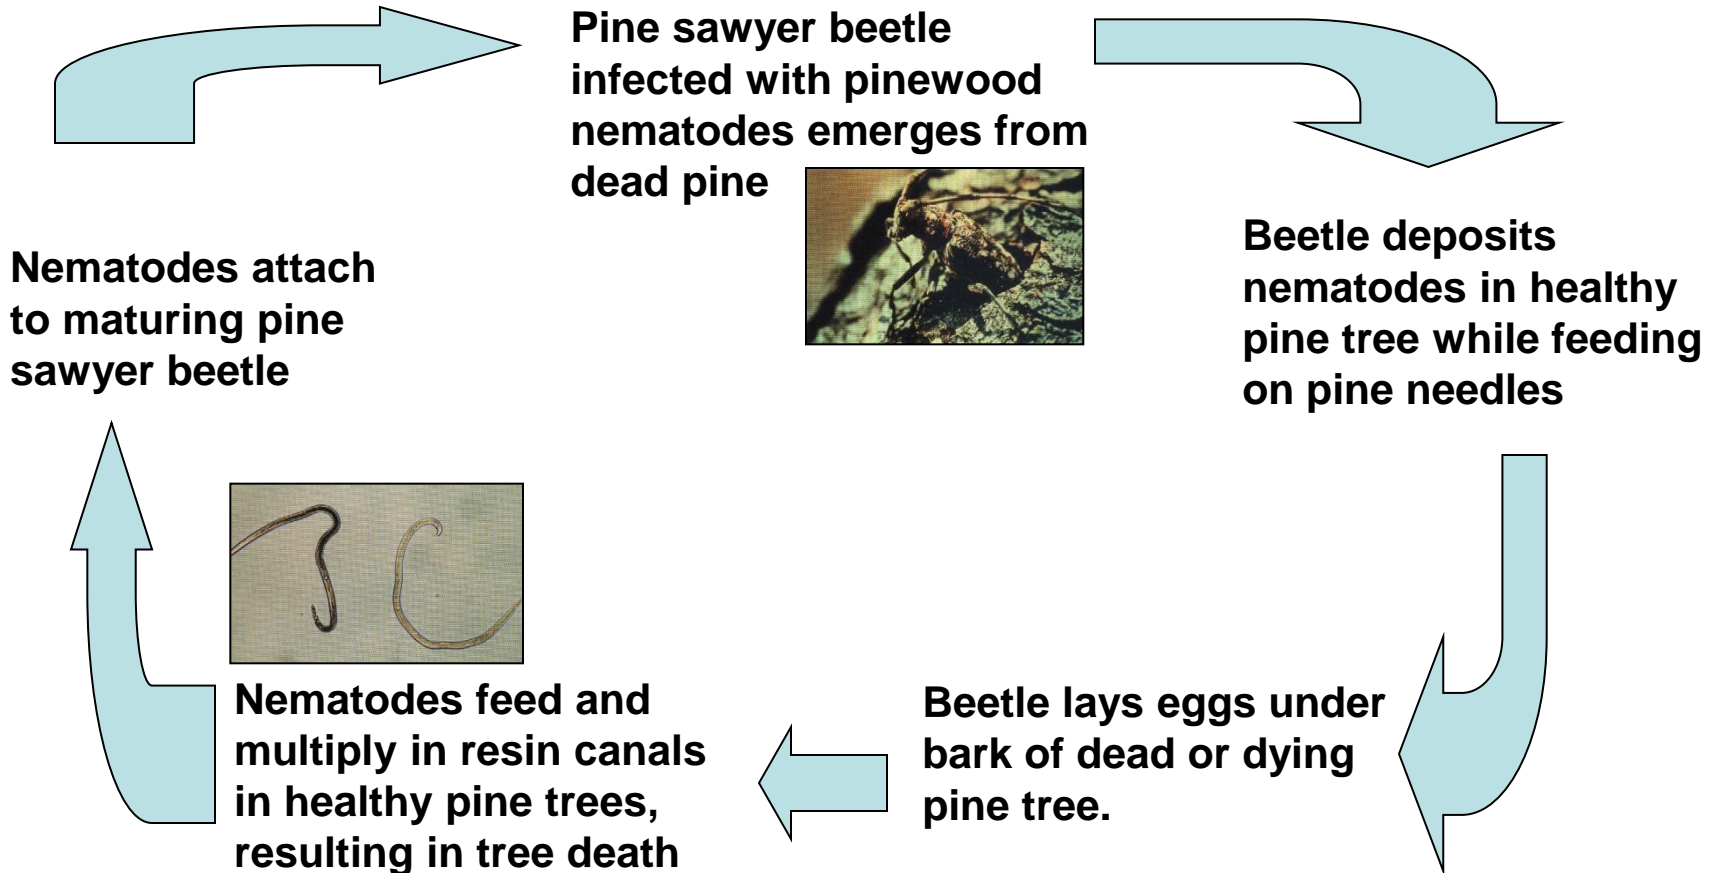 Pine sawyer beetle
infected with pinewood
nematodes emerges from
dead pine
Beetle deposits
nematodes in healthy
pine tree while feeding
on pine needles
Beetle lays eggs under
bark of dead or dying
pine tree.
Nematodes feed and
multiply in resin canals
in healthy pine trees,
resulting in tree death
Nematodes attach
to maturing pine
sawyer beetle